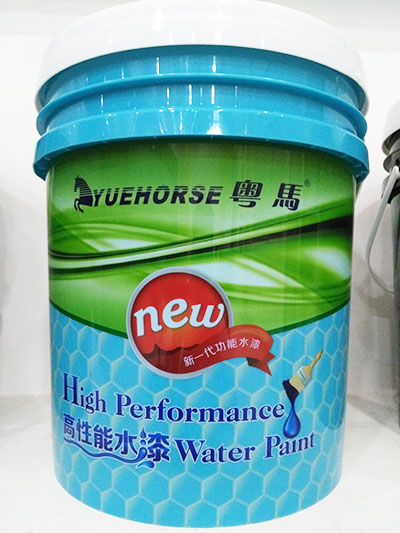 YUEHORSE 粤馬®
new
新一代功能水漆
High Performance
高性能水漆 Water Paint